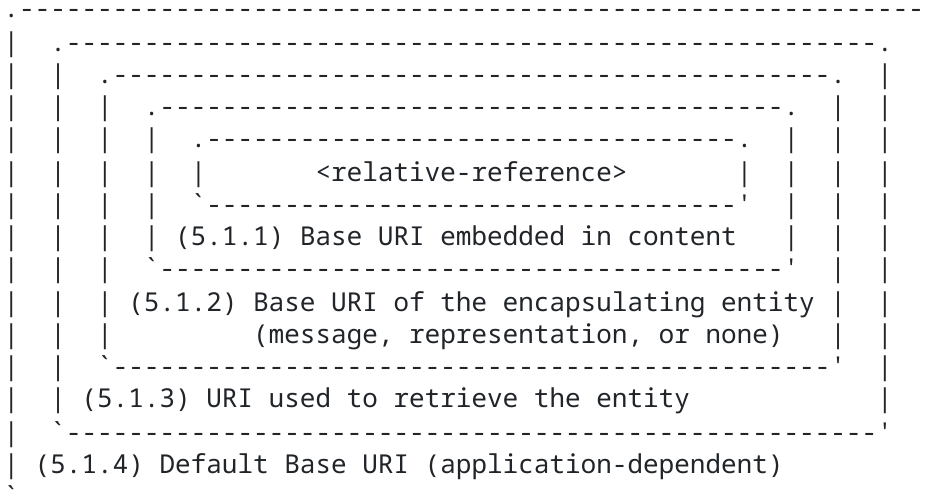 <relative-reference>
(5.1.1) Base URI embedded in content
(5.1.2) Base URI of the encapsulating entity
(message, representation, or none)
(5.1.3) URI used to retrieve the entity
(5.1.4) Default Base URI (application-dependent)